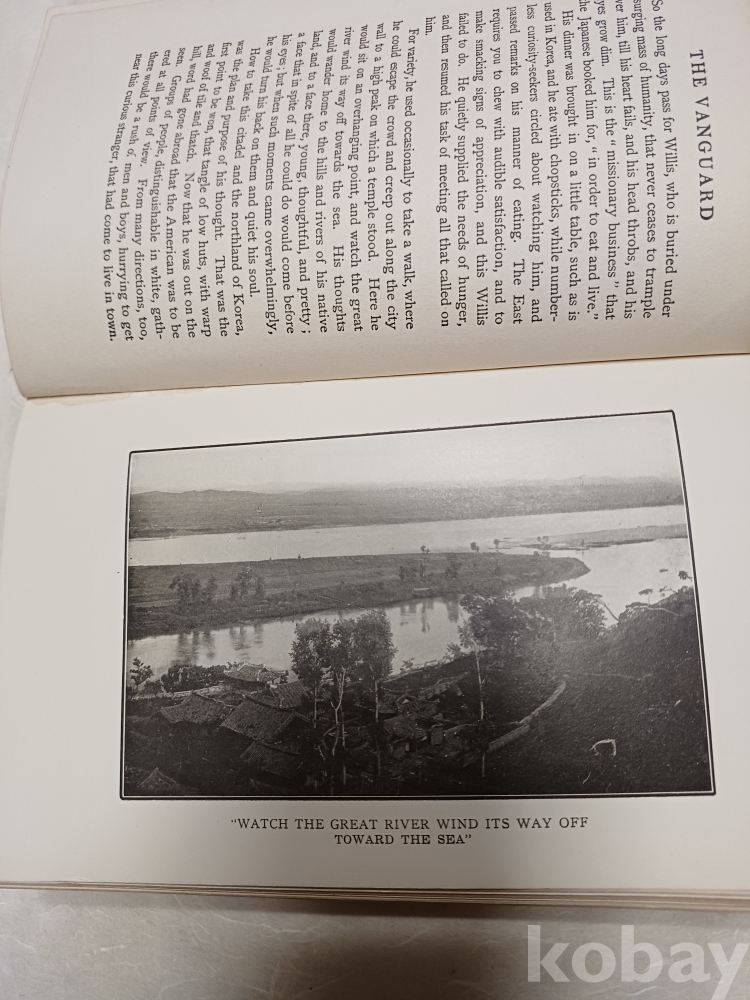 THE VANGUARD
So the long days pass for Willis, who is buried under
surging mass of humanity, that never ceases to trample
ver him, till his heart fails, and his head throbs, and his
eyes grow dim. This is the “ missionary business ” that
the Japanese booked him for, “ in order to eat and live.”
His dinner was brought in on a little table, such as is
used in Korea, and he ate with chopsticks, while number-
less curiosity-seekers circled about watching him, and
passed remarks on his manner of eating. The East
requires you to chew with audible satisfaction, and to
make smacking signs of appreciation, and this Willis
failed to do. He quietly supplied the needs of hunger,
and then resumed his task of meeting all that called on
him.
For variety, he used occasionally to take a walk, where
he could escape the crowd and creep out along the city
wall to a high peak on which a temple stood. Here he
would sit on an overhanging point, and watch the great
river wind its way off towards the sea. His thoughts
would wander home to the hills and rivers of his native
land, and to a face there, young, thoughtful, and pretty ;
a face that in spite of all he could do would come before
his eyes ; but when such moments came overwhelmingly,
he would turn his back on them and quiet his soul.
How to take this citadel and the northland of Korea,
was the plan and purpose of his thought. That was the
first point to be won, that tangle of low huts, with warp
and woof of tile and thatch. Now that he was out on the
hill, word had gone abroad that the American was to be
seen. Groups of people, distinguishable in white, gath-
ered at all points of view. From many directions, too,
there would be a rush of men and boys, hurrying to get
near this curious stranger, that had come to live in town.
"WATCH THE GREAT RIVER WIND ITS WAY OFF
TOWARD THE SEA"
kobay